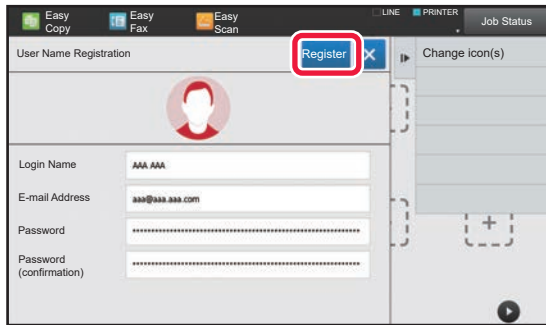 Easy Copy
Easy Fax
Easy Scan
LINE
PRINTER
Job Status
User Name Registration
Register
Change icon(s)
Login Name
AAA AAA
E-mail Address
aaa@aaa.aaa.com
Password
Password
(confirmation)